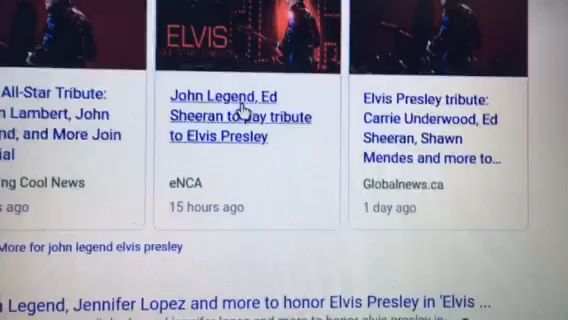 ELVIS
All-Star Tribute:
Lambert, John
and More Join
John Legend, Ed
Sheeran to pay tribute
to Elvis Presley
Elvis Presley tribute:
Carrie Underwood, Ed
Sheeran, Shawn
Mendes and more to...
Cool News
eNCA
Globalnews.ca
ago
15 hours ago
1 day ago
More for john legend elvis presley
Legend, Jennifer Lopez and more to honor Elvis Presley in 'Elvis ...